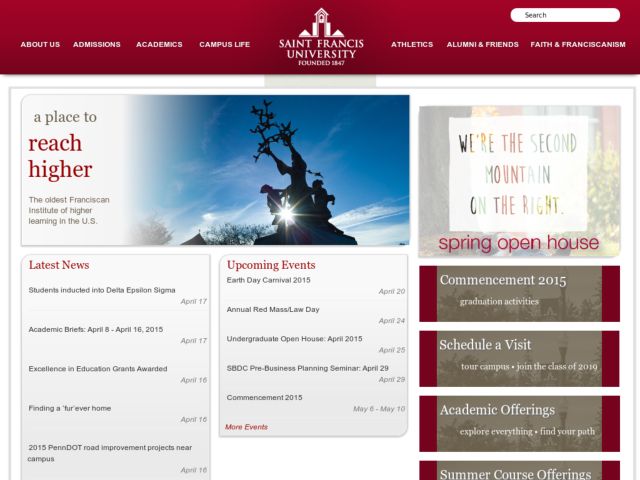 Search
ABOUT US
ADMISSIONS
ACADEMICS
CAMPUS LIFE
SAINT FRANCIS
UNIVERSITY
FOUNDED 1847
ATHLETICS
ALUMNI & FRIENDS
FAITH & FRANCISCANISM
a place to
reach
higher
The oldest Franciscan
Institute of higher
learning in the U.S.
WE'RE THE SECOND
MOUNTAIN
ON THE RIGHT.
spring open house
Latest News
Students inducted into Delta Epsilon Sigma
April 17
Academic Briefs: April 8 - April 16, 2015
April 17
Excellence in Education Grants Awarded
April 16
Finding a 'fur'ever home
April 16
2015 PennDOT road improvement projects near
campus
April 16
Upcoming Events
Earth Day Carnival 2015
April 20
Annual Red Mass/Law Day
April 24
Undergraduate Open House: April 2015
April 25
SBDC Pre-Business Planning Seminar: April 29
April 29
Commencement 2015
May 6 - May 10
More Events
Commencement 2015
graduation activities
Schedule a Visit
tour campus • join the class of 2019
Academic Offerings
explore everything • find your path
Summer Course Offerings